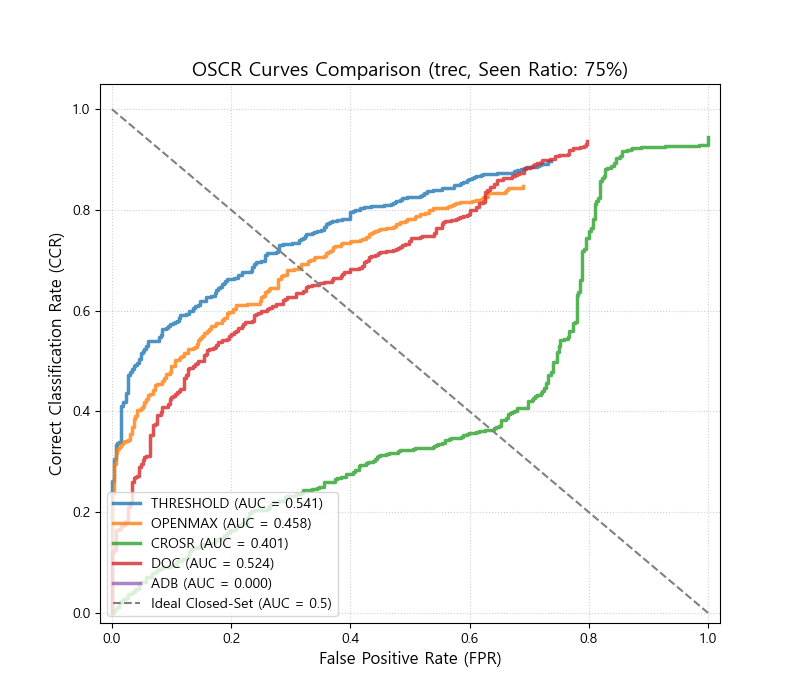 OSCR Curves Comparison (trec, Seen Ratio: 75%)
Correct Classification Rate (CCR)
1.0
0.8
0.6
0.4
0.2
0.0
THRESHOLD (AUC = 0.541)
OPENMAX (AUC = 0.458)
CROSR (AUC = 0.401)
DOC (AUC = 0.524)
ADB (AUC = 0.000)
Ideal Closed-Set (AUC = 0.5)
0.0 0.2 0.4 0.6 0.8 1.0
False Positive Rate (FPR)